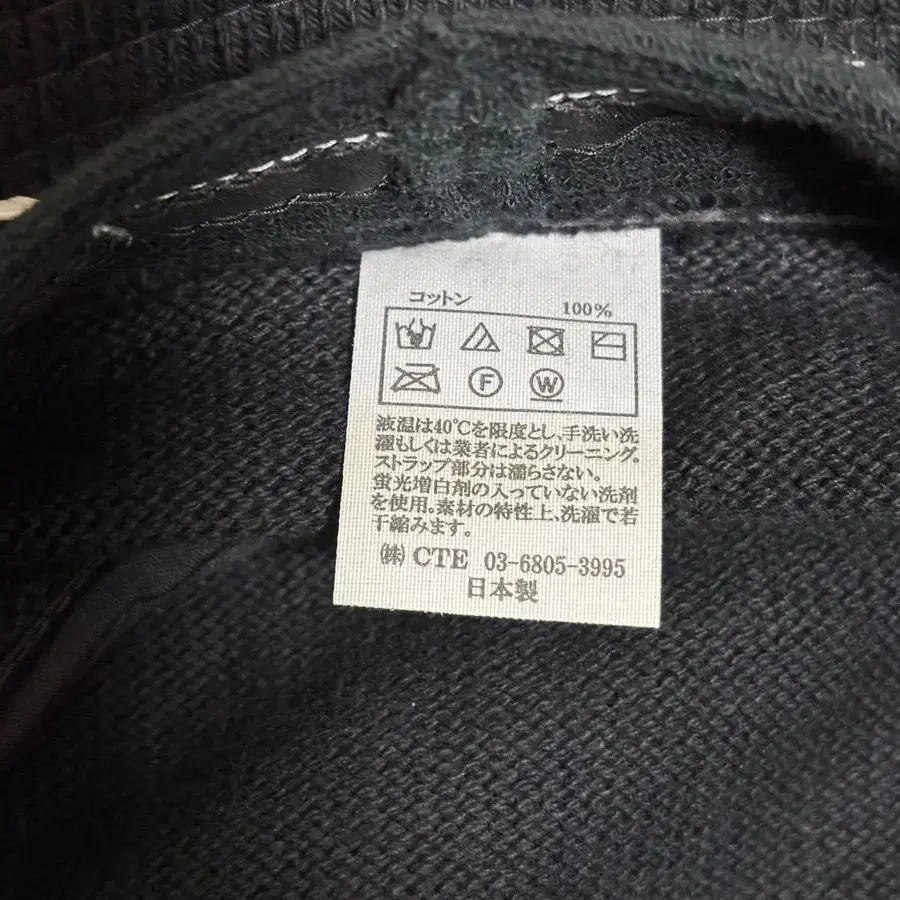 コットン 100%
F W
液温は40℃を限度とし、手洗い洗
濯もしくは業者によるクリーニング。
ストラップ部分は濡らさない。
蛍光増白剤の入っていない洗剤
を使用。素材の特性上、洗濯で若
干縮みます。
㈱ CTE 03-6805-3995
日本製